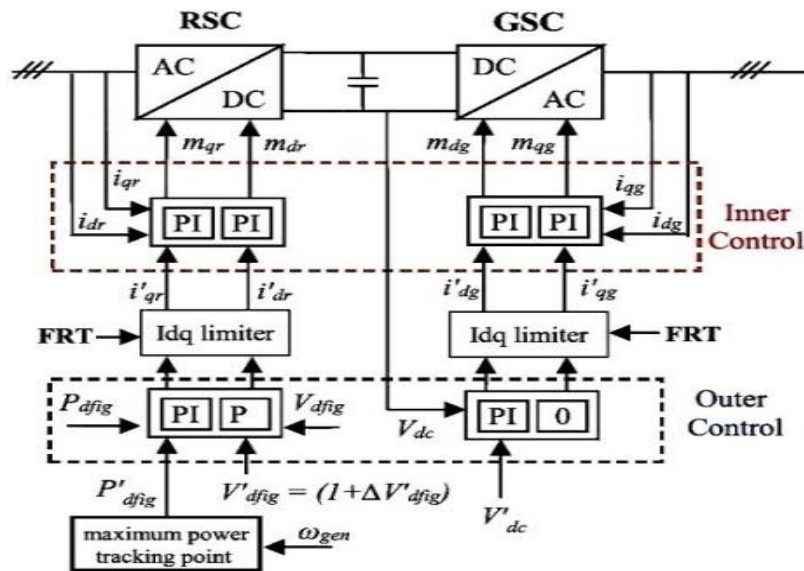 RSC GSC
AC DC
DC AC
m_qr m_dr m_dg m_qg
i_qr i_qg
i_dr PI PI PI PI i_dg
Inner
Control
i'_qr i'_dr i'_dg i'_qg
FRT Idq limiter Idq limiter FRT
P_dfig PI P V_dfig V_dc PI 0
Outer
Control
P'_dfig V'_dfig = (1+ΔV'_dfig) V'_dc
maximum power
tracking point
ω_gen